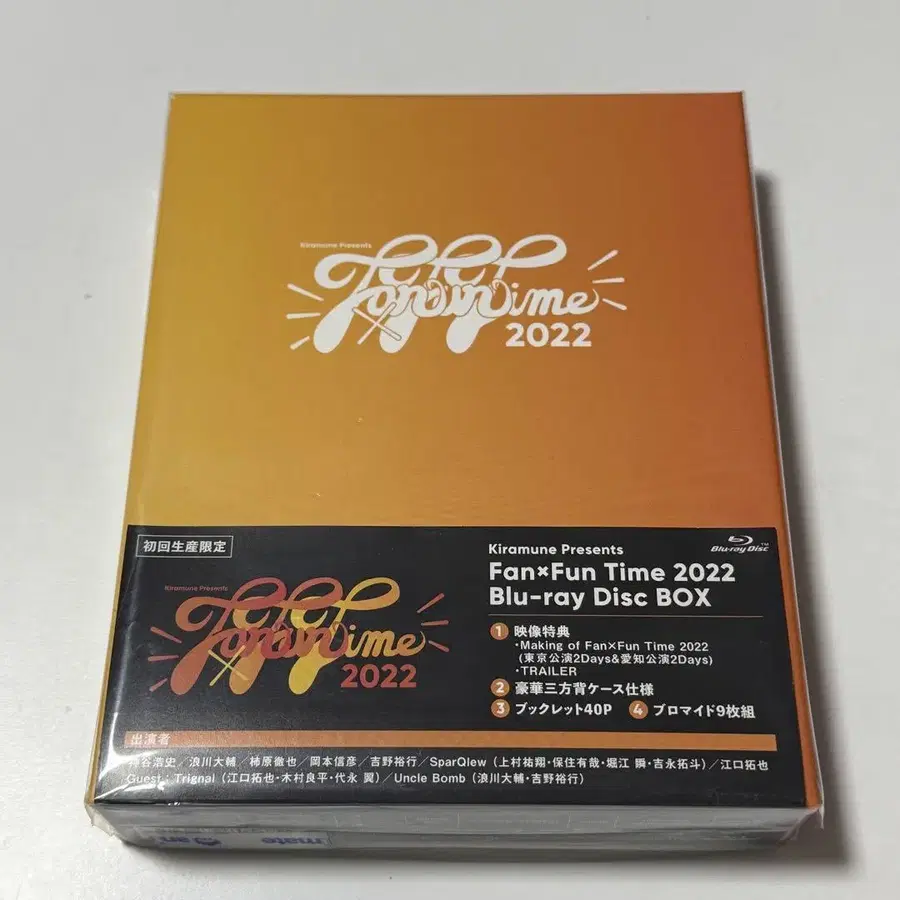 Kiramune Presents
Fan×Fun Time
2022
初回生産限定
Kiramune Presents
Fan×Fun Time
2022
Kiramune Presents
Fan×Fun Time 2022
Blu-ray Disc BOX
Blu-ray Disc™
1 映像特典
・Making of Fan×Fun Time 2022
(東京公演2Days&愛知公演2Days)
・TRAILER
2 豪華三方背ケース仕様
3 ブックレット40P 4 ブロマイド9枚組
出演者
神谷浩史／浪川大輔／柿原徹也／岡本信彦／吉野裕行／SparQlew（上村祐翔・保住有哉・堀江 瞬・吉永拓斗）／江口拓也
Guest：Trignal（江口拓也・木村良平・代永 翼）／Uncle Bomb（浪川大輔・吉野裕行）
mate
an